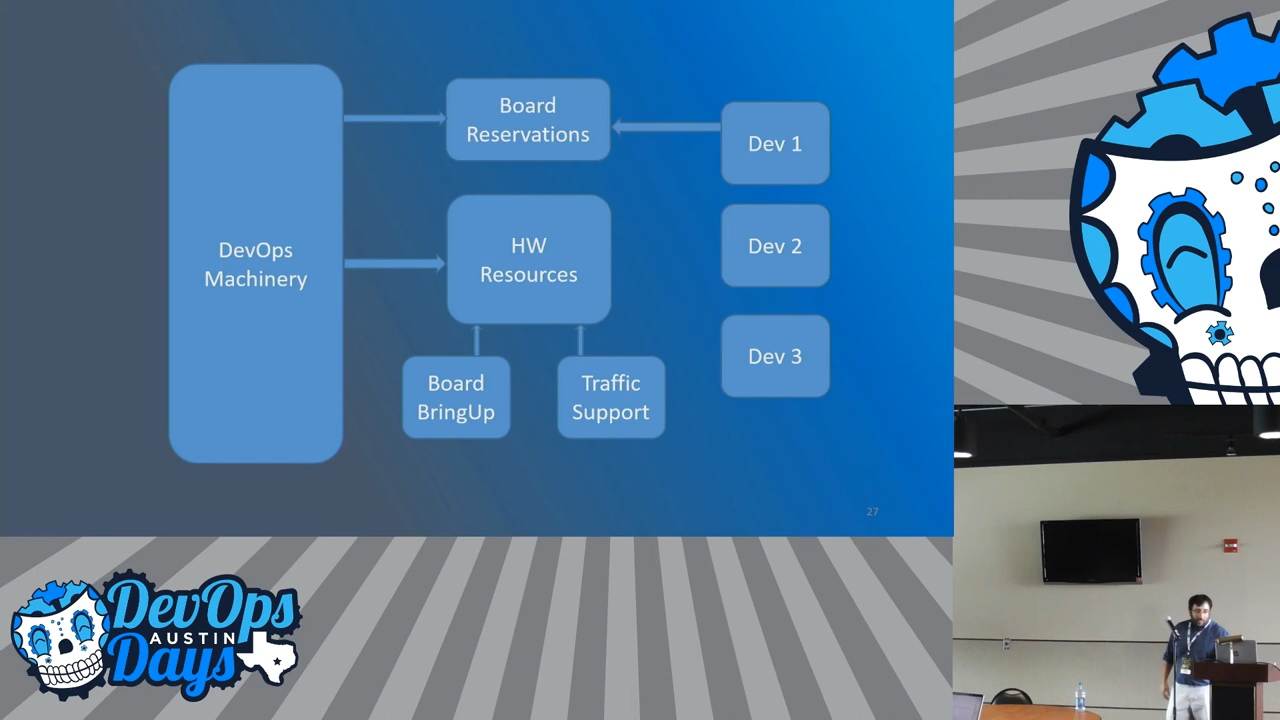 DevOps
Machinery
Board
Reservations
HW
Resources
Board
BringUp
Traffic
Support
Dev 1
Dev 2
Dev 3
27
DevOps
AUSTIN
Days